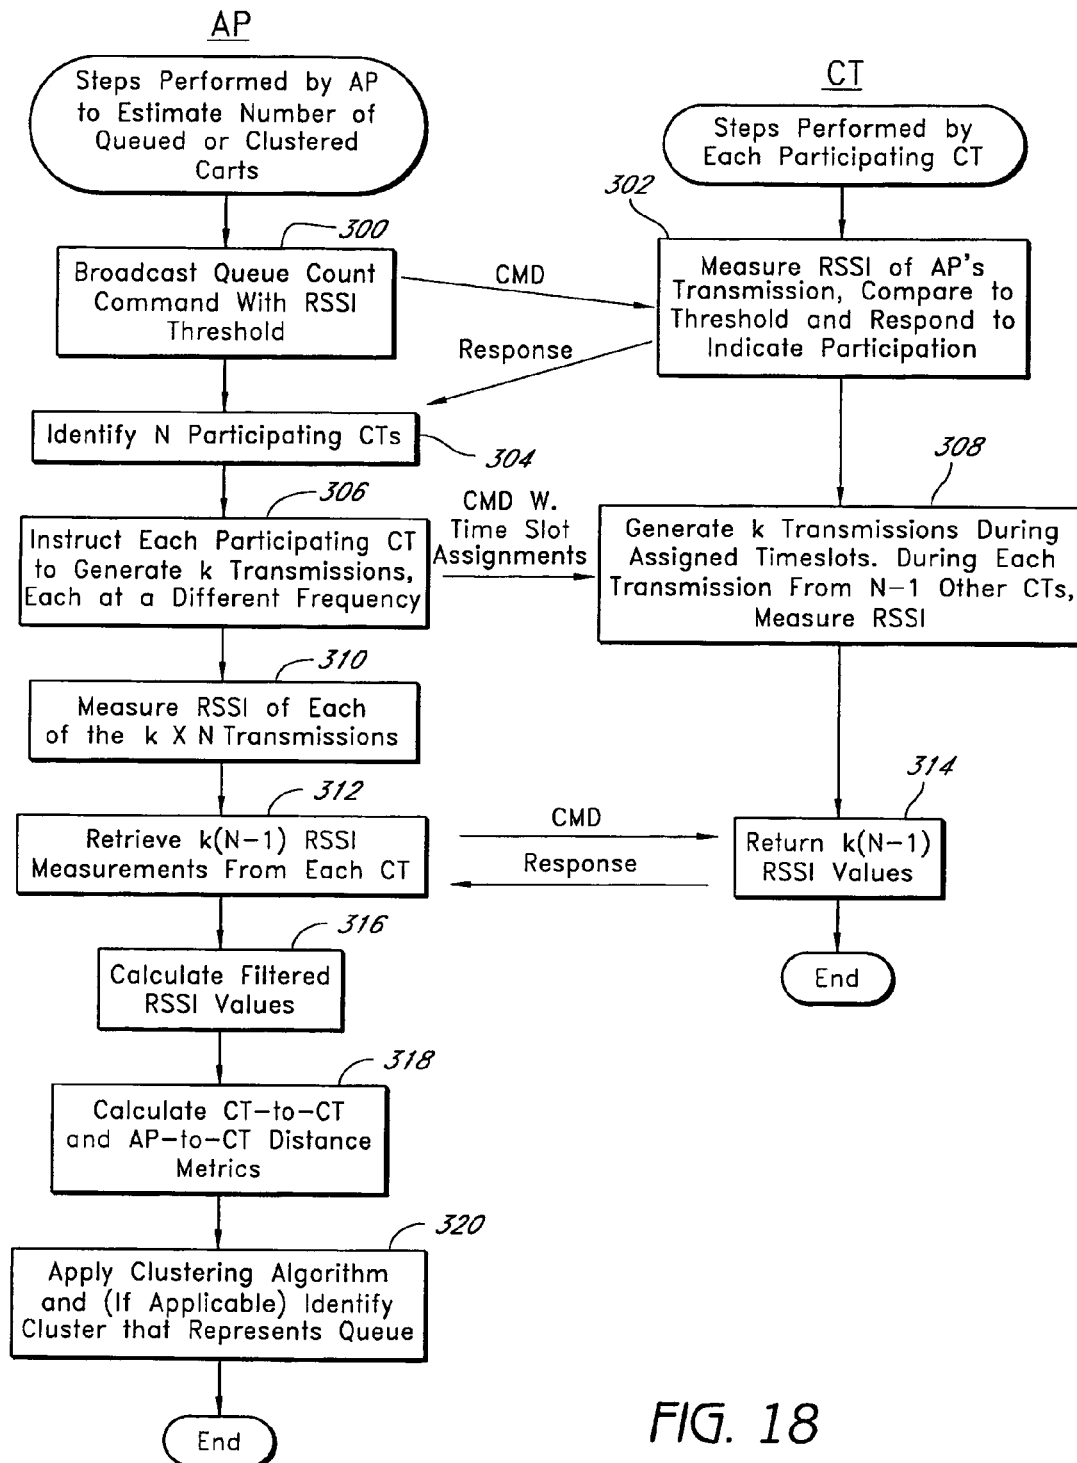 AP
Steps Performed by AP
to Estimate Number of
Queued or Clustered
Carts
CT
Steps Performed by
Each Participating CT
300
Broadcast Queue Count
Command With RSSI
Threshold
CMD
302
Measure RSSI of AP's
Transmission, Compare to
Threshold and Respond to
Indicate Participation
Response
Identify N Participating CTs
304
306
Instruct Each Participating CT
to Generate k Transmissions,
Each at a Different Frequency
CMD W.
Time Slot
Assignments
308
Generate k Transmissions During
Assigned Timeslots. During Each
Transmission From N-1 Other CTs,
Measure RSSI
310
Measure RSSI of Each
of the k X N Transmissions
312
Retrieve k(N-1) RSSI
Measurements From Each CT
CMD
Response
314
Return k(N-1)
RSSI Values
End
316
Calculate Filtered
RSSI Values
318
Calculate CT-to-CT
and AP-to-CT Distance
Metrics
320
Apply Clustering Algorithm
and (If Applicable) Identify
Cluster that Represents Queue
End
FIG. 18